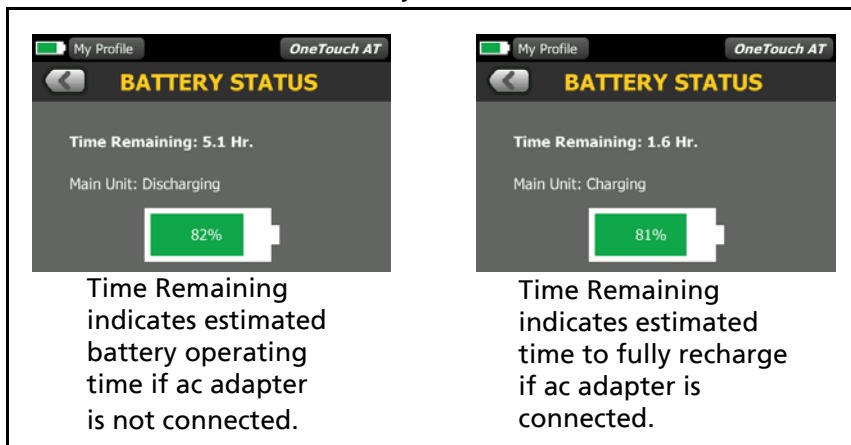 My Profile
OneTouch AT
BATTERY STATUS
Time Remaining: 5.1 Hr.
Main Unit: Discharging
82%
Time Remaining
indicates estimated
battery operating
time if ac adapter
is not connected.
My Profile
OneTouch AT
BATTERY STATUS
Time Remaining: 1.6 Hr.
Main Unit: Charging
81%
Time Remaining
indicates estimated
time to fully recharge
if ac adapter is
connected.